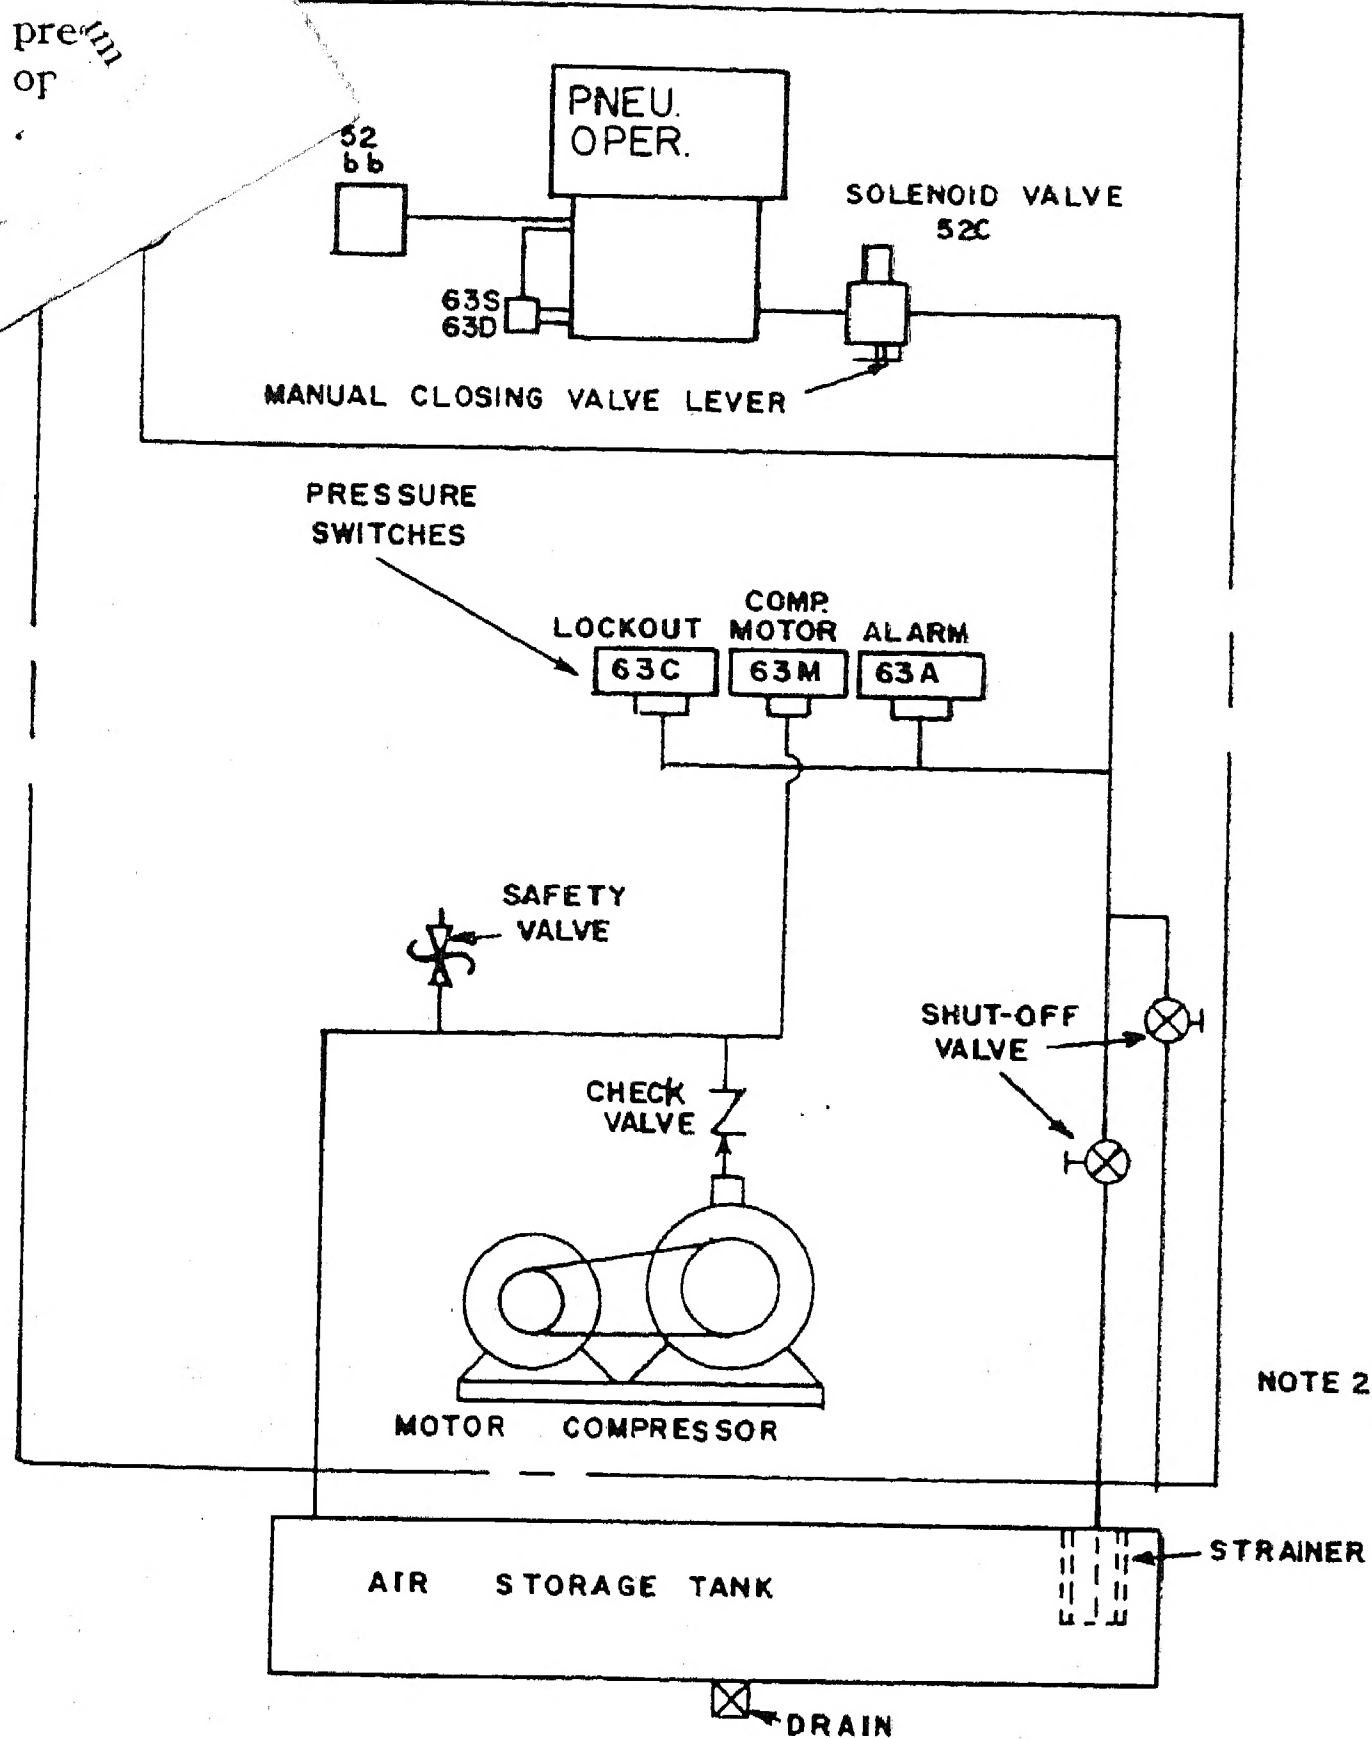 op
PNEU.
OPER.
52
bb
SOLENOID VALVE
52C
63S
63D
MANUAL CLOSING VALVE LEVER
PRESSURE
SWITCHES
COMP.
LOCKOUT MOTOR ALARM
63C 63M 63A
SAFETY
VALVE
SHUT-OFF
VALVE
CHECK
VALVE
NOTE 2
MOTOR COMPRESSOR
STRAINER
AIR STORAGE TANK
DRAIN